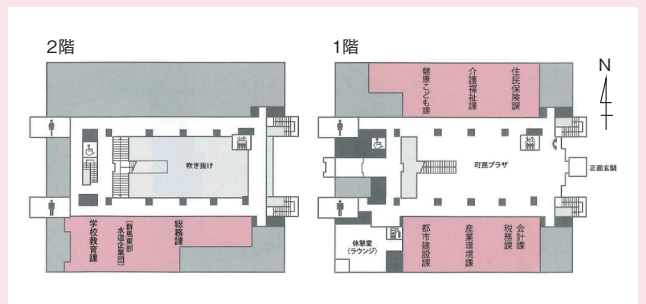 2階
学校教育課
[群馬東部
水道企業団]
総務課
吹き抜け
1階
健康こども課
介護福祉課
住民保険課
町民プラザ
正面玄関
休憩室
(ラウンジ)
都市建設課
産業環境課
税務課
会計課
N